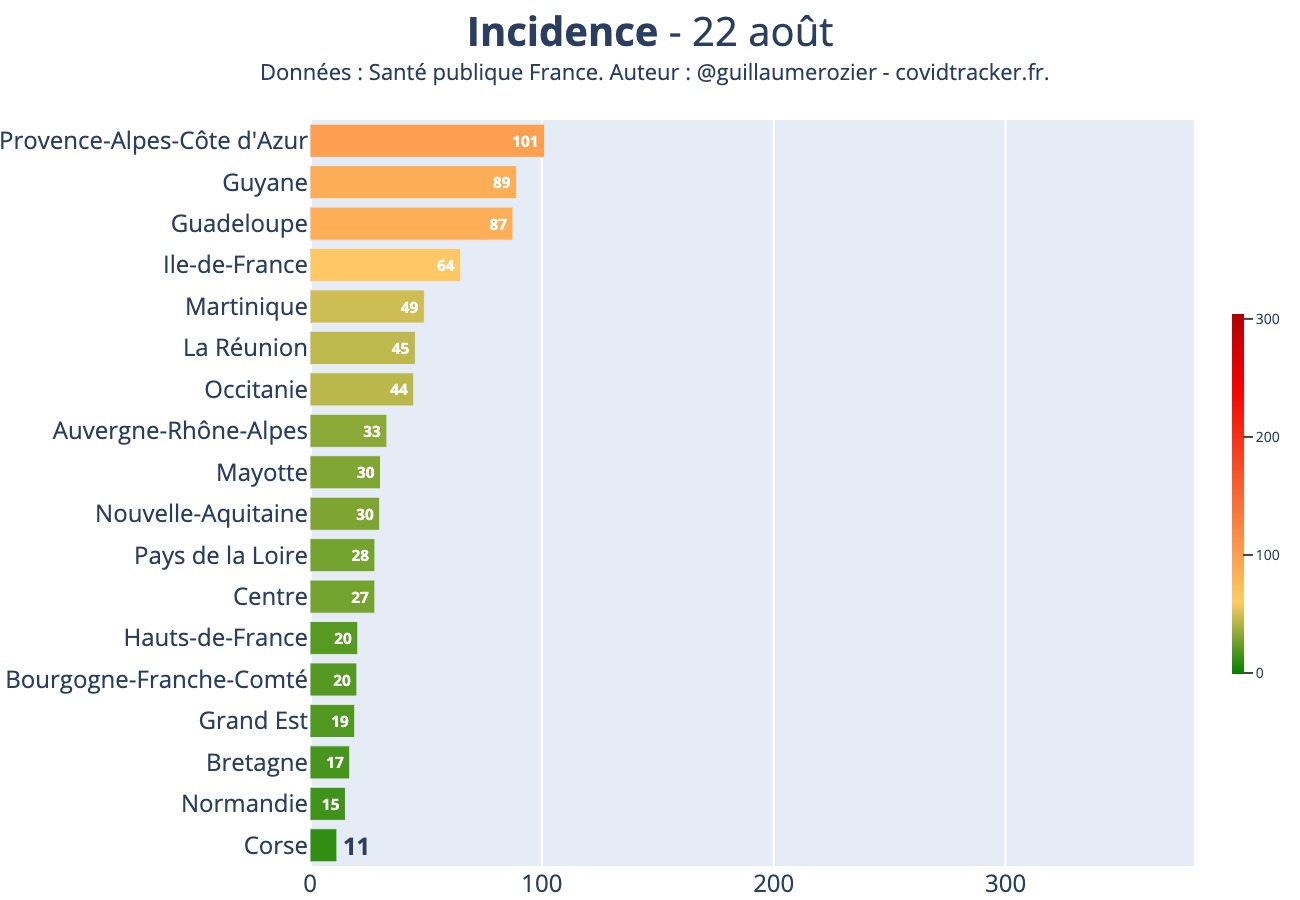 Incidence - 22 août
Données : Santé publique France. Auteur : @guillaumerozier - covidtracker.fr.
Provence-Alpes-Côte d'Azur 101
Guyane 89
Guadeloupe 87
Ile-de-France 64
Martinique 49
La Réunion 45
Occitanie 44
Auvergne-Rhône-Alpes 33
Mayotte 30
Nouvelle-Aquitaine 30
Pays de la Loire 28
Centre 27
Hauts-de-France 20
Bourgogne-Franche-Comté 20
Grand Est 19
Bretagne 17
Normandie 15
Corse 11
0 100 200 300
300
200
100
0